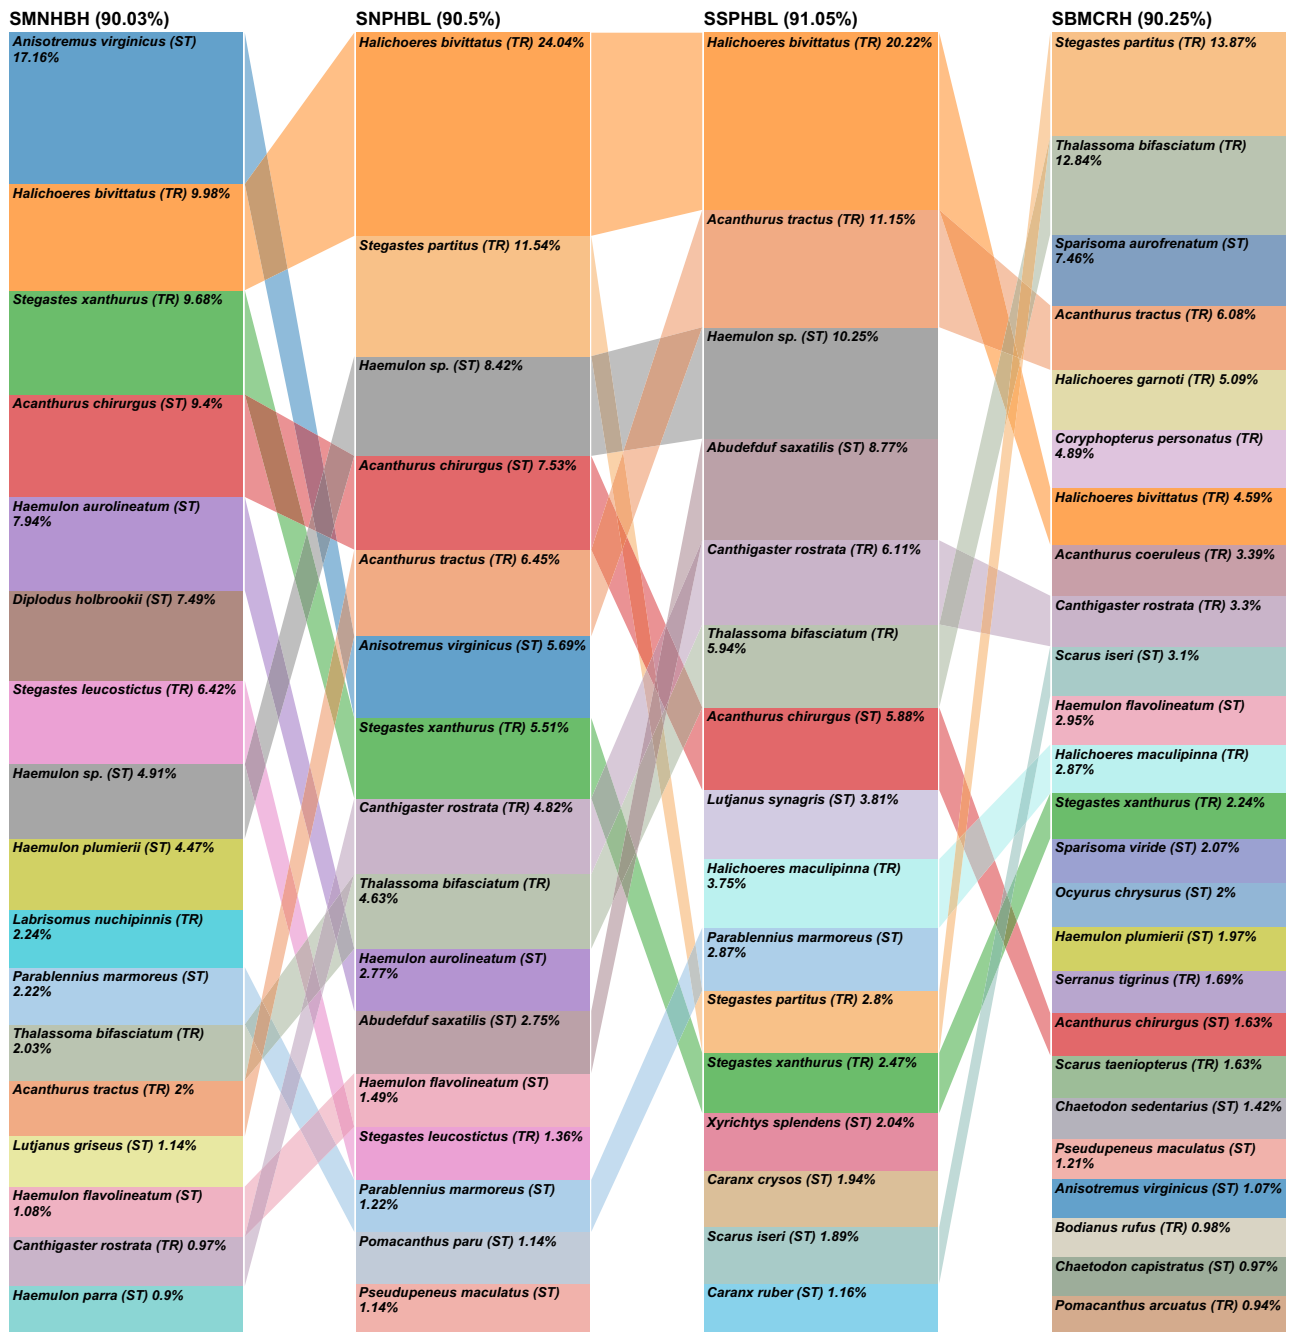 SMNHBH (90.03%)
Anisotremus virginicus (ST)
17.16%
Halichoeres bivittatus (TR) 9.98%
Stegastes xanthurus (TR) 9.68%
Acanthurus chirurgus (ST) 9.4%
Haemulon aurolineatum (ST)
7.94%
Diplodus holbrookii (ST) 7.49%
Stegastes leucostictus (TR) 6.42%
Haemulon sp. (ST) 4.91%
Haemulon plumierii (ST) 4.47%
Labrisomus nuchipinnis (TR)
2.24%
Parablennius marmoreus (ST)
2.22%
Thalassoma bifasciatum (TR)
2.03%
Acanthurus tractus (TR) 2%
Lutjanus griseus (ST) 1.14%
Haemulon flavolineatum (ST)
1.08%
Canthigaster rostrata (TR) 0.97%
Haemulon parra (ST) 0.9%
SNPHBL (90.5%)
Halichoeres bivittatus (TR) 24.04%
Stegastes partitus (TR) 11.54%
Haemulon sp. (ST) 8.42%
Acanthurus chirurgus (ST) 7.53%
Acanthurus tractus (TR) 6.45%
Anisotremus virginicus (ST) 5.69%
Stegastes xanthurus (TR) 5.51%
Canthigaster rostrata (TR) 4.82%
Thalassoma bifasciatum (TR)
4.63%
Haemulon aurolineatum (ST)
2.77%
Abudefduf saxatilis (ST) 2.75%
Haemulon flavolineatum (ST)
1.49%
Stegastes leucostictus (TR) 1.36%
Parablennius marmoreus (ST)
1.22%
Pomacanthus paru (ST) 1.14%
Pseudupeneus maculatus (ST)
1.14%
SSPHBL (91.05%)
Halichoeres bivittatus (TR) 20.22%
Acanthurus tractus (TR) 11.15%
Haemulon sp. (ST) 10.25%
Abudefduf saxatilis (ST) 8.77%
Canthigaster rostrata (TR) 6.11%
Thalassoma bifasciatum (TR)
5.94%
Acanthurus chirurgus (ST) 5.88%
Lutjanus synagris (ST) 3.81%
Halichoeres maculipinna (TR)
3.75%
Parablennius marmoreus (ST)
2.87%
Stegastes partitus (TR) 2.8%
Stegastes xanthurus (TR) 2.47%
Xyrichtys splendens (ST) 2.04%
Caranx crysos (ST) 1.94%
Scarus iseri (ST) 1.89%
Caranx ruber (ST) 1.16%
SBMCRH (90.25%)
Stegastes partitus (TR) 13.87%
Thalassoma bifasciatum (TR)
12.84%
Sparisoma aurofrenatum (ST)
7.46%
Acanthurus tractus (TR) 6.08%
Halichoeres garnoti (TR) 5.09%
Coryphopterus personatus (TR)
4.89%
Halichoeres bivittatus (TR) 4.59%
Acanthurus coeruleus (TR) 3.39%
Canthigaster rostrata (TR) 3.3%
Scarus iseri (ST) 3.1%
Haemulon flavolineatum (ST)
2.95%
Halichoeres maculipinna (TR)
2.87%
Stegastes xanthurus (TR) 2.24%
Sparisoma viride (ST) 2.07%
Ocyurus chrysurus (ST) 2%
Haemulon plumierii (ST) 1.97%
Serranus tigrinus (TR) 1.69%
Acanthurus chirurgus (ST) 1.63%
Scarus taeniopterus (TR) 1.63%
Chaetodon sedentarius (ST) 1.42%
Pseudupeneus maculatus (ST)
1.21%
Anisotremus virginicus (ST) 1.07%
Bodianus rufus (TR) 0.98%
Chaetodon capistratus (ST) 0.97%
Pomacanthus arcuatus (TR) 0.94%